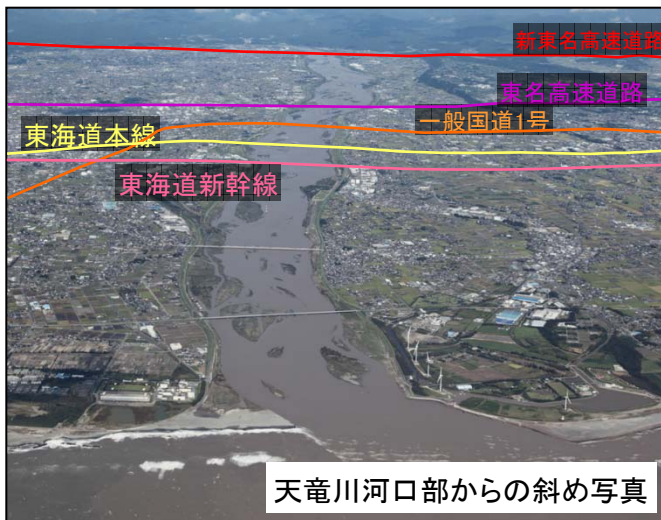 新東名高速道路
東名高速道路
一般国道1号
東海道本線
東海道新幹線
天竜川河口部からの斜め写真